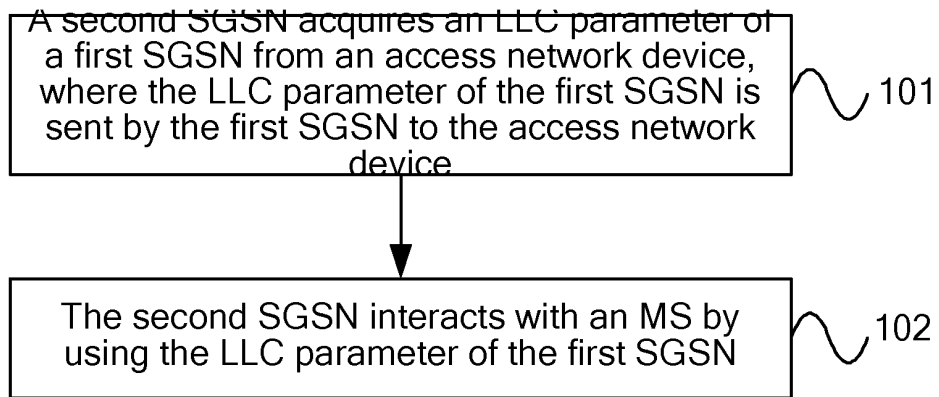 A second SGSN acquires an LLC parameter of
a first SGSN from an access network device,
where the LLC parameter of the first SGSN is
sent by the first SGSN to the access network
device
101
The second SGSN interacts with an MS by
using the LLC parameter of the first SGSN
102